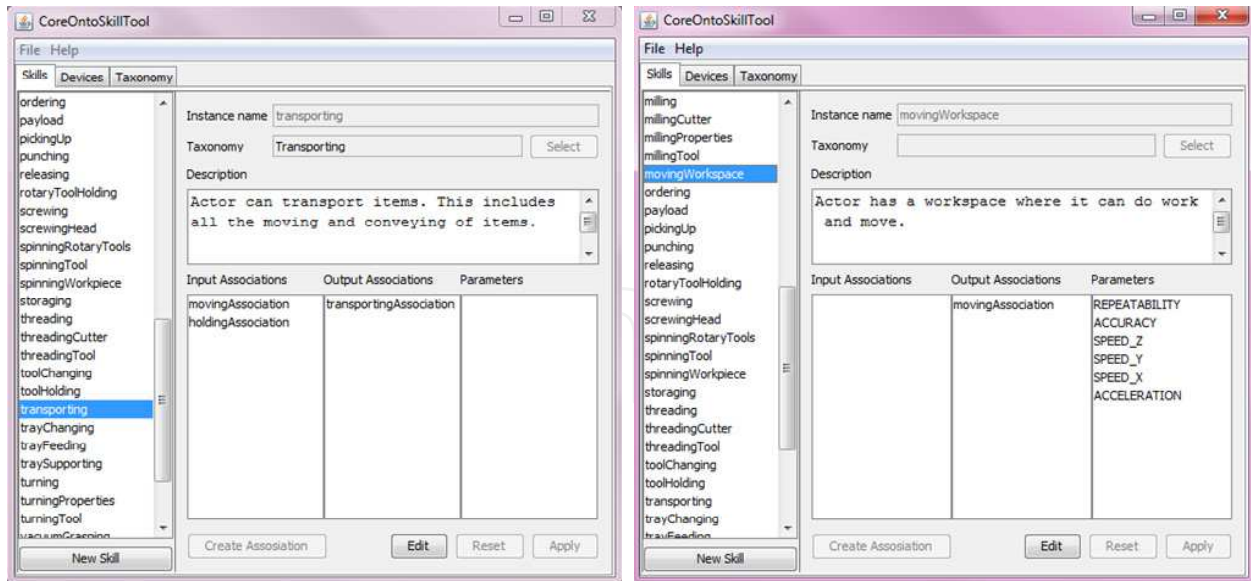 CoreOntoSkillTool
File Help
Skills Devices Taxonomy
ordering
payload
pickingUp
punching
releasing
rotaryToolHolding
screwing
screwingHead
spinningRotaryTools
spinningTool
spinningWorkpiece
storaging
threading
threadingCutter
threadingTool
toolChanging
toolHolding
transporting
trayChanging
trayFeeding
traySupporting
turning
turningProperties
turningTool
vacuumGrasping
New Skill
Instance name transporting
Taxonomy Transporting Select
Description
Actor can transport items. This includes
all the moving and conveying of items.
Input Associations Output Associations Parameters
movingAssociation transportingAssociation
holdingAssociation
Create Assosiation Edit Reset Apply
CoreOntoSkillTool
File Help
Skills Devices Taxonomy
milling
millingCutter
millingProperties
millingTool
movingWorkspace
ordering
payload
pickingUp
punching
releasing
rotaryToolHolding
screwing
screwingHead
spinningRotaryTools
spinningTool
spinningWorkpiece
storaging
threading
threadingCutter
threadingTool
toolChanging
toolHolding
transporting
trayChanging
trayFeeding
New Skill
Instance name movingWorkspace
Taxonomy Select
Description
Actor has a workspace where it can do work
and move.
Input Associations Output Associations Parameters
movingAssociation REPEATABILITY
ACCURACY
SPEED_Z
SPEED_Y
SPEED_X
ACCELERATION
Create Assosiation Edit Reset Apply